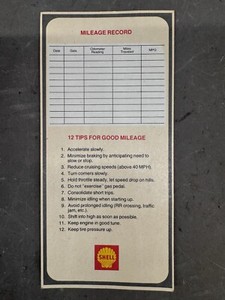 MILEAGE RECORD
Date Gals. Odometer Reading Miles Traveled MPG
12 TIPS FOR GOOD MILEAGE
1. Accelerate slowly.
2. Minimize braking by anticipating need to
slow or stop.
3. Reduce cruising speeds (above 40 MPH).
4. Turn corners slowly.
5. Hold throttle steady, let speed drop on hills.
6. Do not "exercise" gas pedal.
7. Consolidate short trips.
8. Minimize idling when starting up.
9. Avoid prolonged idling (RR crossing, traffic
jam, etc.).
10. Shift into high as soon as possible.
11. Keep engine in good tune.
12. Keep tire pressure up.
SHELL